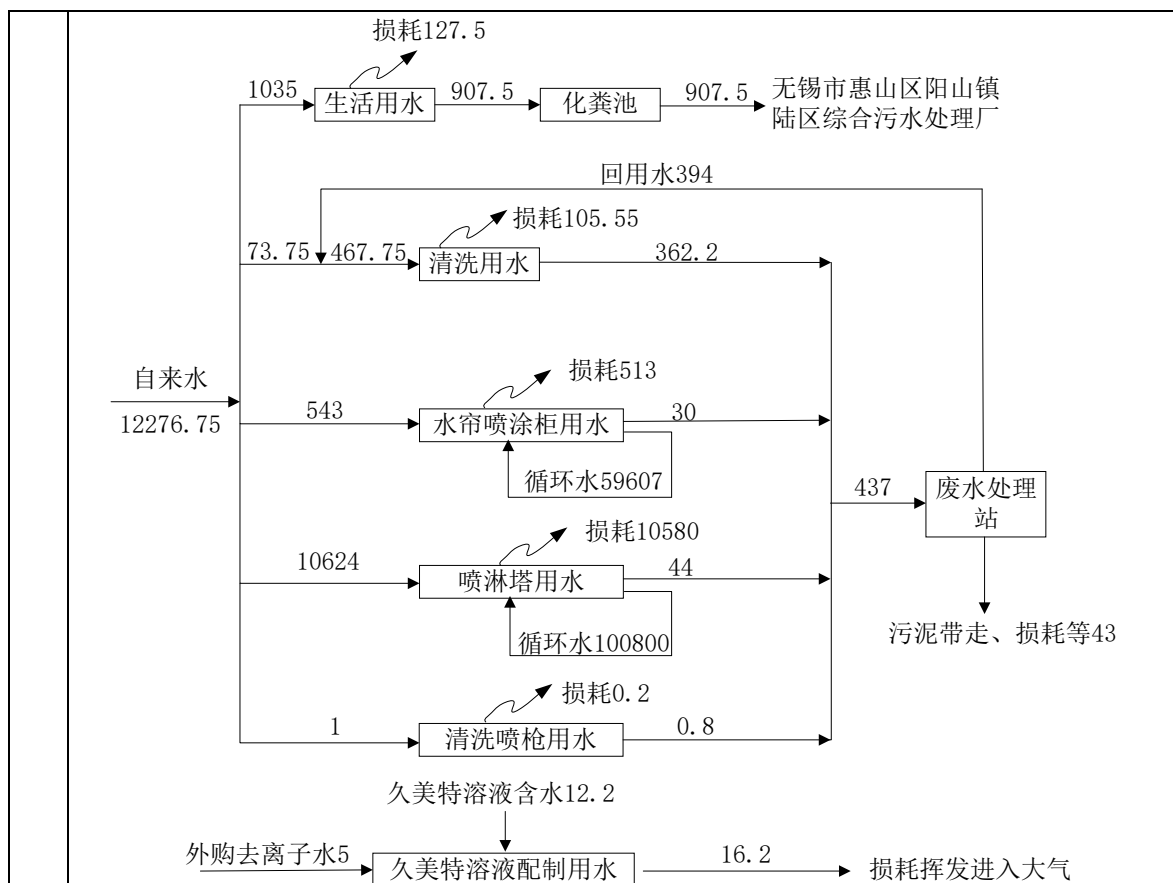 损耗127.5
1035
生活用水
907.5
化粪池
907.5
无锡市惠山区阳山镇
陆区综合污水处理厂
回用水394
损耗105.55
73.75
467.75
清洗用水
362.2
自来水
12276.75
损耗513
543
水帘喷涂柜用水
30
循环水59607
437
废水处理
站
损耗10580
10624
喷淋塔用水
44
循环水100800
污泥带走、损耗等43
损耗0.2
1
清洗喷枪用水
0.8
久美特溶液含水12.2
外购去离子水5
久美特溶液配制用水
16.2
损耗挥发进入大气